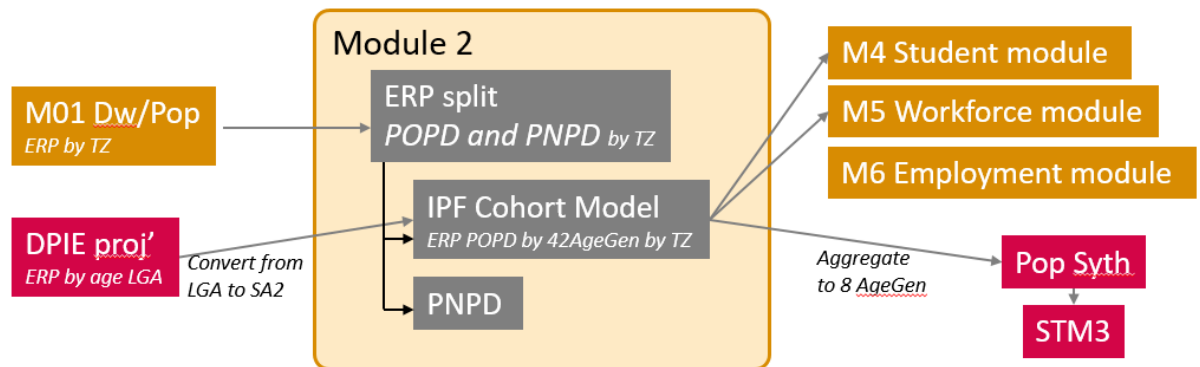 Module 2
M01 Dw/Pop
ERP by TZ
DPIE proj’
ERP by age LGA
Convert from
LGA to SA2
ERP split
POPD and PNPD by TZ
IPF Cohort Model
ERP POPD by 42AgeGen by TZ
PNPD
M4 Student module
M5 Workforce module
M6 Employment module
Aggregate
to 8 AgeGen
Pop Syth
STM3